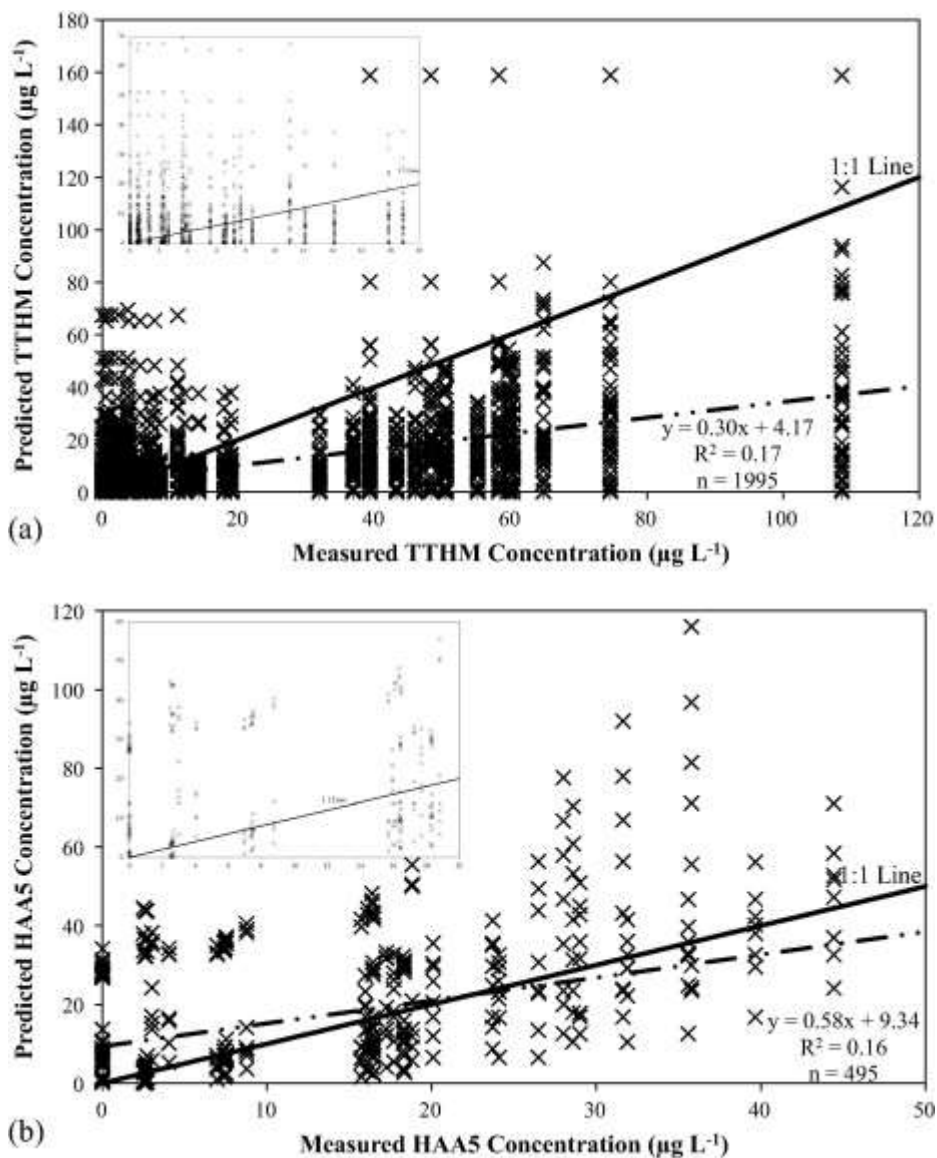 180
160
140
120
100
80
60
40
20
0
Predicted TTHM Concentration (µg L-1)
1:1 Line
y = 0.30x + 4.17
R2 = 0.17
n = 1995
0 20 40 60 80 100 120
(a) Measured TTHM Concentration (µg L-1)
120
100
80
60
40
20
0
Predicted HAA5 Concentration (µg L-1)
1:1 Line
1:1 Line
y = 0.58x + 9.34
R2 = 0.16
n = 495
0 10 20 30 40 50
(b) Measured HAA5 Concentration (µg L-1)